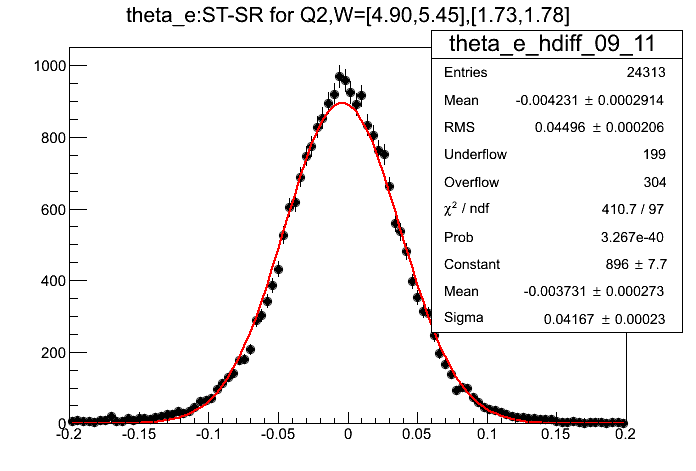 theta_e:ST-SR for Q2,W=[4.90,5.45],[1.73,1.78]
theta_e_hdiff_09_11
Entries 24313
Mean -0.004231 ± 0.0002914
RMS 0.04496 ± 0.000206
Underflow 199
Overflow 304
χ² / ndf 410.7 / 97
Prob 3.267e-40
Constant 896 ± 7.7
Mean -0.003731 ± 0.000273
Sigma 0.04167 ± 0.00023
1000
800
600
400
200
0
-0.2 -0.15 -0.1 -0.05 0 0.05 0.1 0.15 0.2